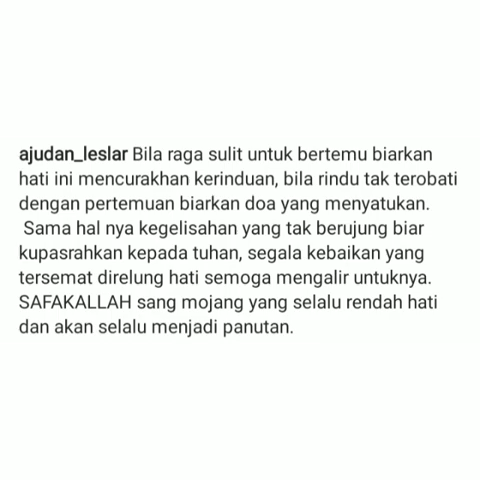 ajudan_leslar Bila raga sulit untuk bertemu biarkan
hati ini mencurakhan kerinduan, bila rindu tak terobati
dengan pertemuan biarkan doa yang menyatukan.
Sama hal nya kegelisahan yang tak berujung biar
kupasrahkan kepada tuhan, segala kebaikan yang
tersemat direlung hati semoga mengalir untuknya.
SAFAKALLAH sang mojang yang selalu rendah hati
dan akan selalu menjadi panutan.